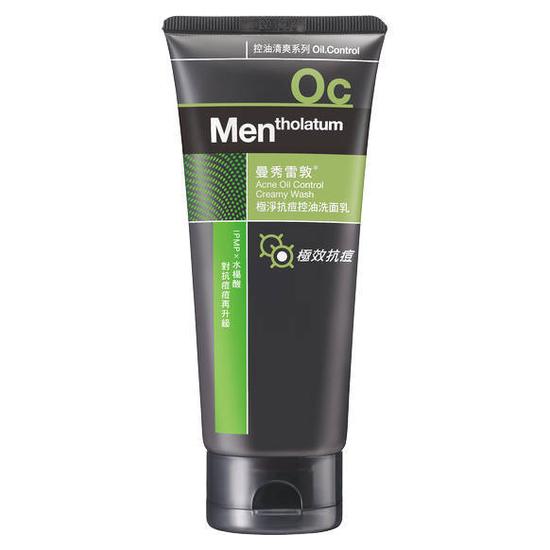 控油清爽系列 Oil.Control
Oc
Mentholatum
曼秀雷敦®
Acne Oil Control
Creamy Wash
極淨抗痘控油洗面乳
極效抗痘
IPMP×水楊酸
對抗痘痘再升級